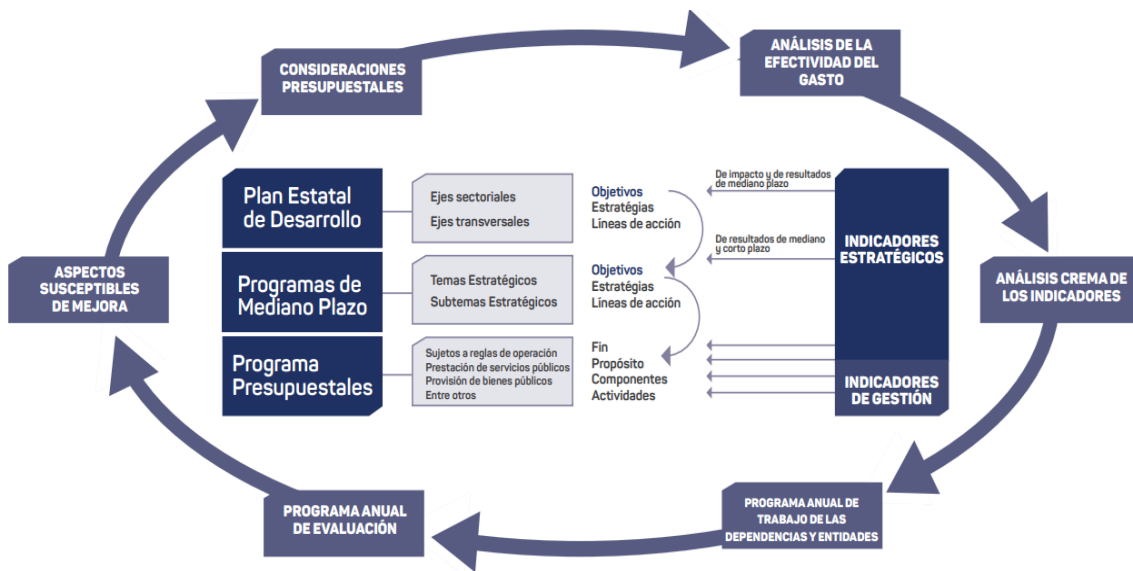 CONSIDERACIONES
PRESUPUESTALES
ANÁLISIS DE LA
EFECTIVIDAD DEL
GASTO
Plan Estatal
de Desarrollo
Ejes sectoriales
Ejes transversales
Objetivos
Estratégias
Líneas de acción
De impacto y de resultados
de mediano plazo
De resultados de mediano
y corto plazo
INDICADORES
ESTRATÉGICOS
ASPECTOS
SUSCEPTIBLES
DE MEJORA
Programas de
Mediano Plazo
Temas Estratégicos
Subtemas Estratégicos
Objetivos
Estratégias
Líneas de acción
ANÁLISIS CREMA DE
LOS INDICADORES
Programa
Presupuestales
Sujetos a reglas de operación
Prestación de servicios públicos
Provisión de bienes públicos
Entre otros
Fin
Propósito
Componentes
Actividades
INDICADORES
DE GESTIÓN
PROGRAMA ANUAL
DE EVALUACIÓN
PROGRAMA ANUAL DE
TRABAJO DE LAS
DEPENDENCIAS Y ENTIDADES